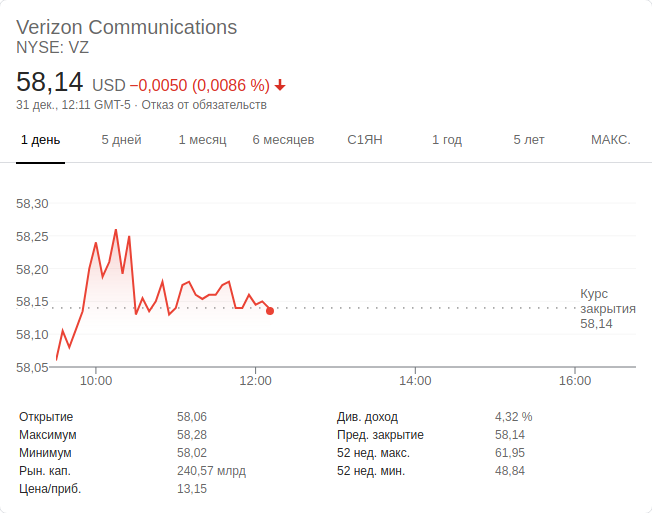 Verizon Communications
NYSE: VZ
58,14 USD −0,0050 (0,0086 %)
31 дек., 12:11 GMT-5 · Отказ от обязательств
1 день 5 дней 1 месяц 6 месяцев С1ЯН 1 год 5 лет МАКС.
58,30
58,25
58,20
58,15
58,10
58,05
Курс
закрытия
58,14
10:00 12:00 14:00 16:00
Открытие 58,06 Див. доход 4,32 %
Максимум 58,28 Пред. закрытие 58,14
Минимум 58,02 52 нед. макс. 61,95
Рын. кап. 240,57 млрд 52 нед. мин. 48,84
Цена/приб. 13,15